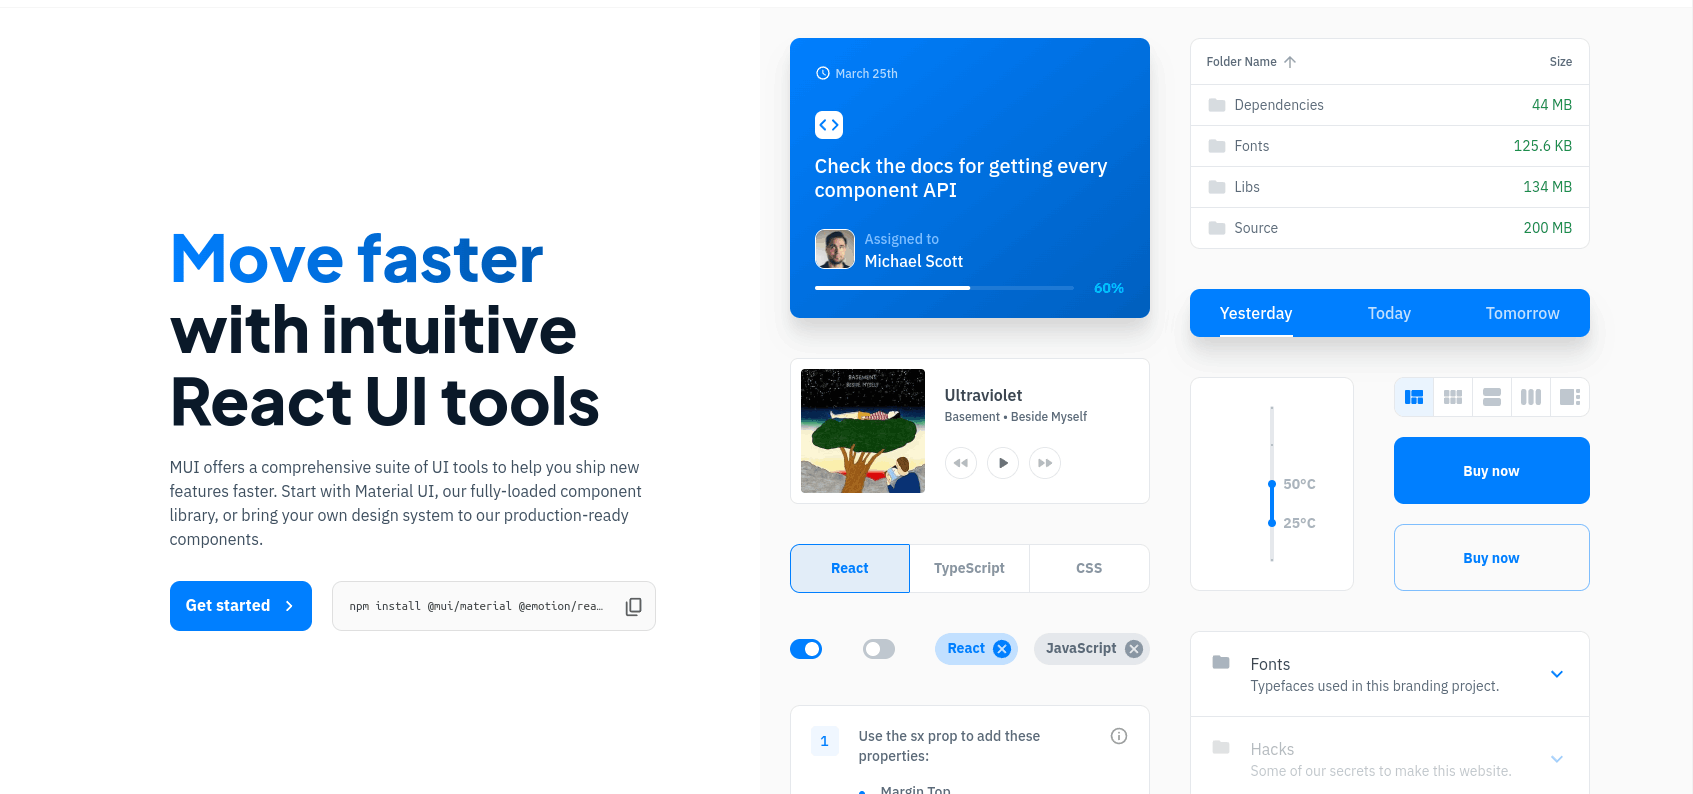 Move faster
with intuitive
React UI tools
MUI offers a comprehensive suite of UI tools to help you ship new
features faster. Start with Material UI, our fully-loaded component
library, or bring your own design system to our production-ready
components.
Get started
npm install @mui/material @emotion/rea…
March 25th
Check the docs for getting every
component API
Assigned to
Michael Scott
60%
BASEMENT
BESIDE MYSELF
Ultraviolet
Basement • Beside Myself
React
TypeScript
CSS
React
JavaScript
1
Use the sx prop to add these
properties:
Margin Top
Folder Name
Size
Dependencies
44 MB
Fonts
125.6 KB
Libs
134 MB
Source
200 MB
Yesterday
Today
Tomorrow
50°C
25°C
Buy now
Buy now
Fonts
Typefaces used in this branding project.
Hacks
Some of our secrets to make this website.